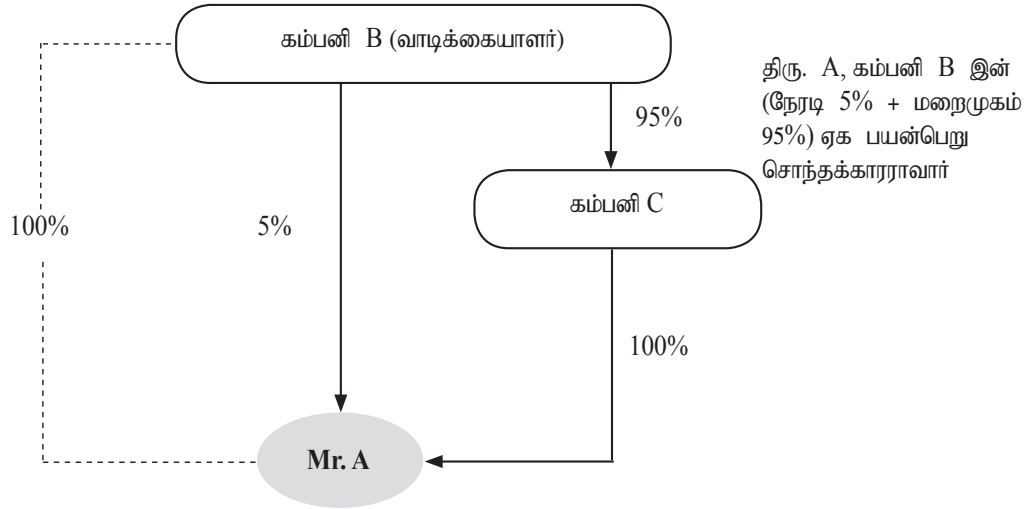 கம்பனி B (வாடிக்கையாளர்)
திரு. A, கம்பனி B இன்
(நேரடி 5% + மறைமுகம்
95%) ஏக பயன்பெறு
சொந்தக்காரராவார்
95%
கம்பனி C
100%
5%
100%
Mr. A